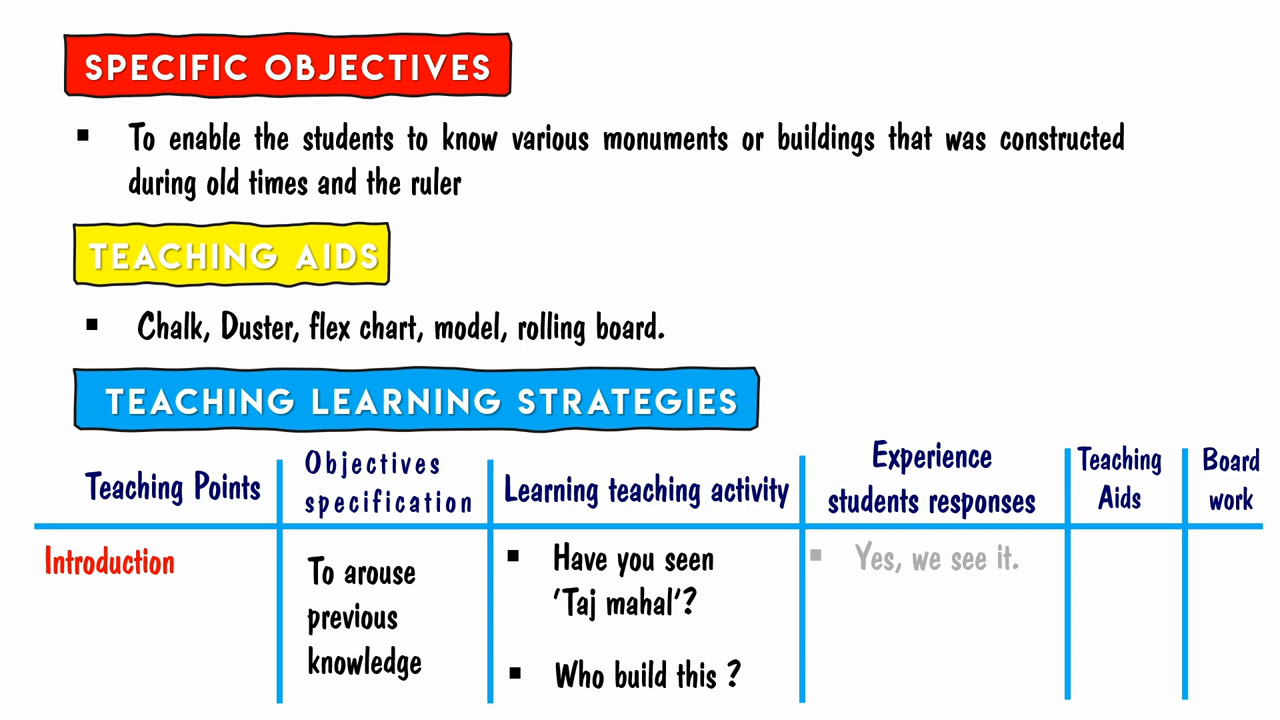 SPECIFIC OBJECTIVES
▪ To enable the students to know various monuments or buildings that was constructed
during old times and the ruler
TEACHING AIDS
▪ Chalk, Duster, flex chart, model, rolling board.
TEACHING LEARNING STRATEGIES
Teaching Points
Objectives
specification
Learning teaching activity
Experience
students responses
Teaching
Aids
Board
work
Introduction
To arouse
previous
knowledge
▪ Have you seen
'Taj mahal'?
▪ Who build this ?
▪ Yes, we see it.